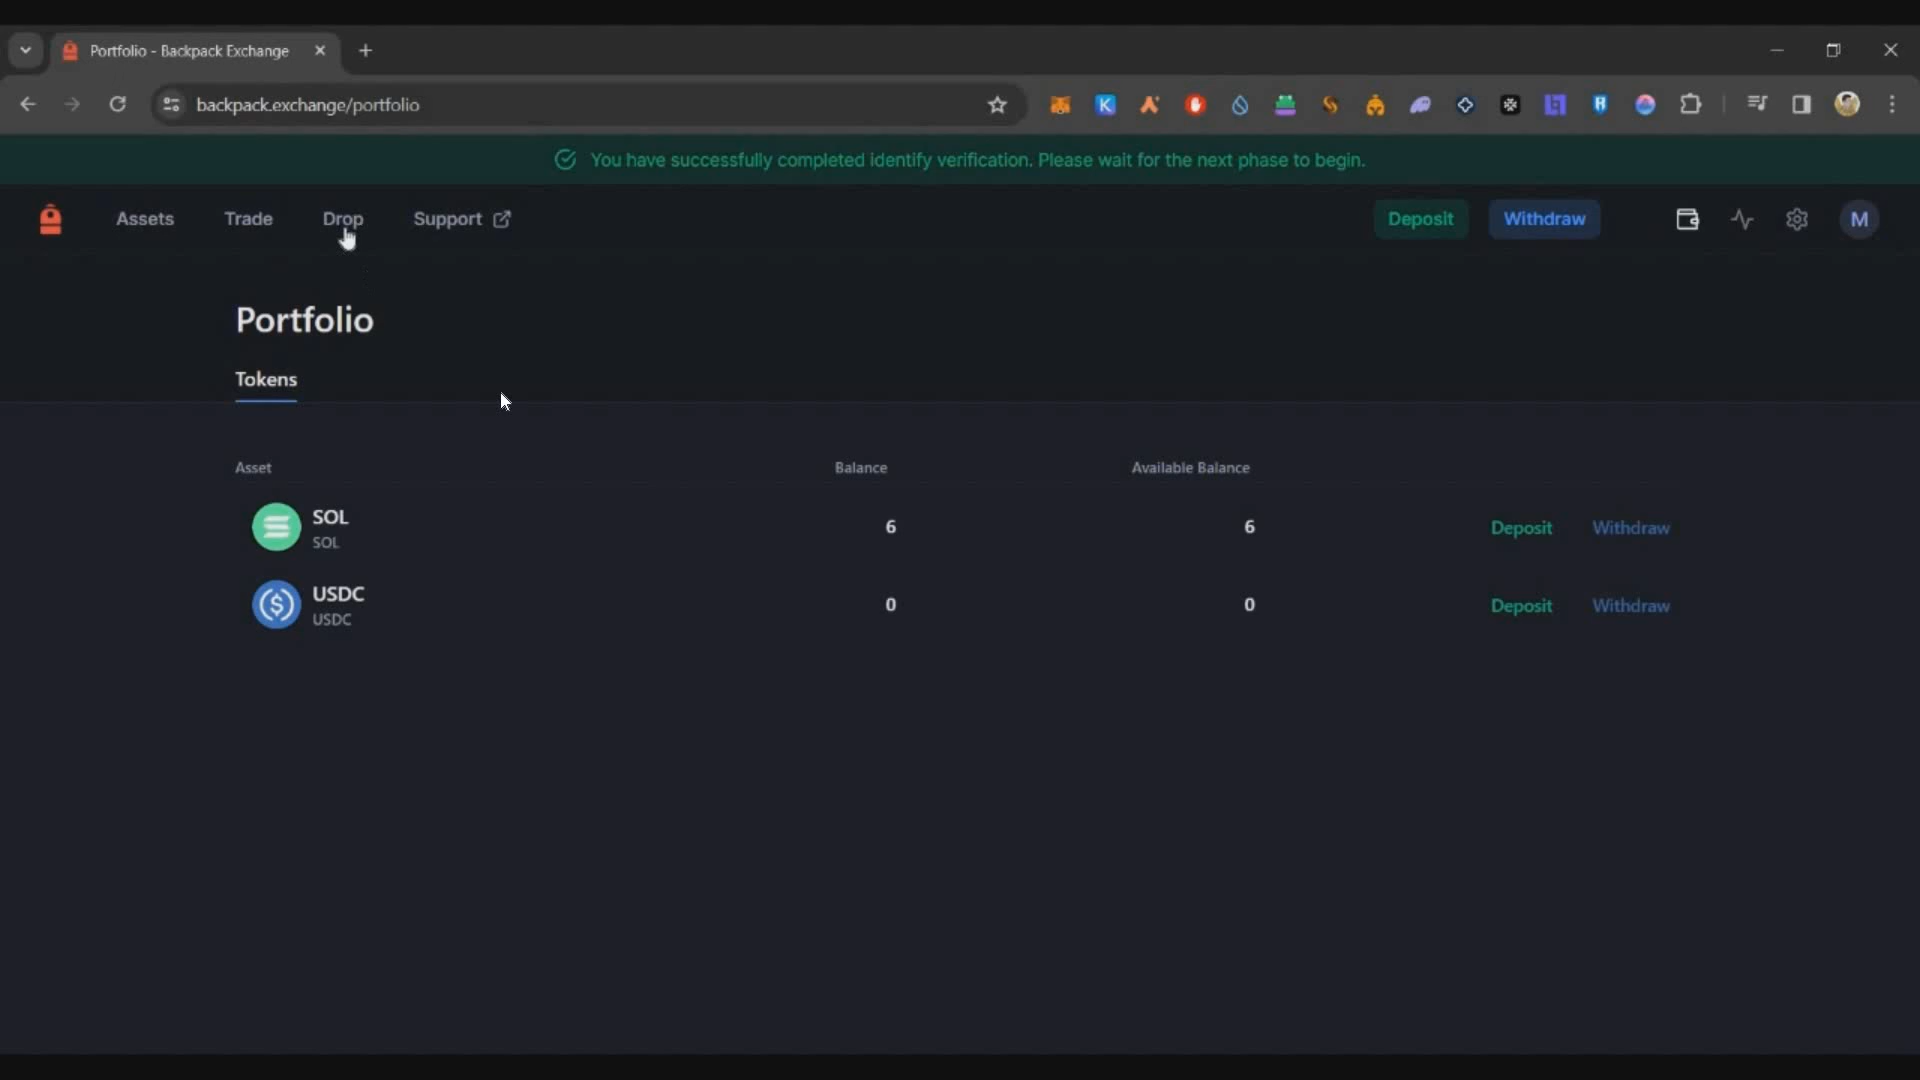 Portfolio - Backpack Exchange
backpack.exchange/portfolio
You have successfully completed identify verification. Please wait for the next phase to begin.
Assets Trade Drop Support Deposit Withdraw M
Portfolio
Tokens
Asset Balance Available Balance
SOL 6 6 Deposit Withdraw
SOL
USDC 0 0 Deposit Withdraw
USDC